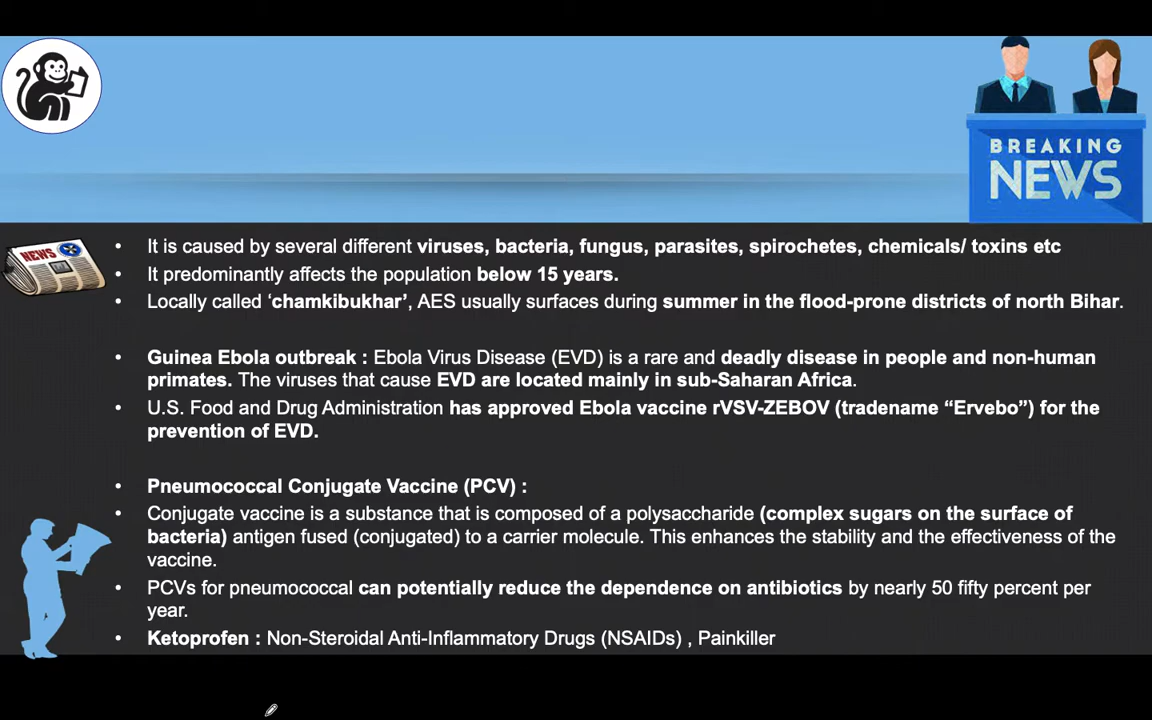 BREAKING
NEWS
NEWS
• It is caused by several different viruses, bacteria, fungus, parasites, spirochetes, chemicals/ toxins etc
• It predominantly affects the population below 15 years.
• Locally called ‘chamkibukhar’, AES usually surfaces during summer in the flood-prone districts of north Bihar.
• Guinea Ebola outbreak : Ebola Virus Disease (EVD) is a rare and deadly disease in people and non-human
primates. The viruses that cause EVD are located mainly in sub-Saharan Africa.
• U.S. Food and Drug Administration has approved Ebola vaccine rVSV-ZEBOV (tradename “Ervebo”) for the
prevention of EVD.
• Pneumococcal Conjugate Vaccine (PCV) :
• Conjugate vaccine is a substance that is composed of a polysaccharide (complex sugars on the surface of
bacteria) antigen fused (conjugated) to a carrier molecule. This enhances the stability and the effectiveness of the
vaccine.
• PCVs for pneumococcal can potentially reduce the dependence on antibiotics by nearly 50 fifty percent per
year.
• Ketoprofen : Non-Steroidal Anti-Inflammatory Drugs (NSAIDs) , Painkiller